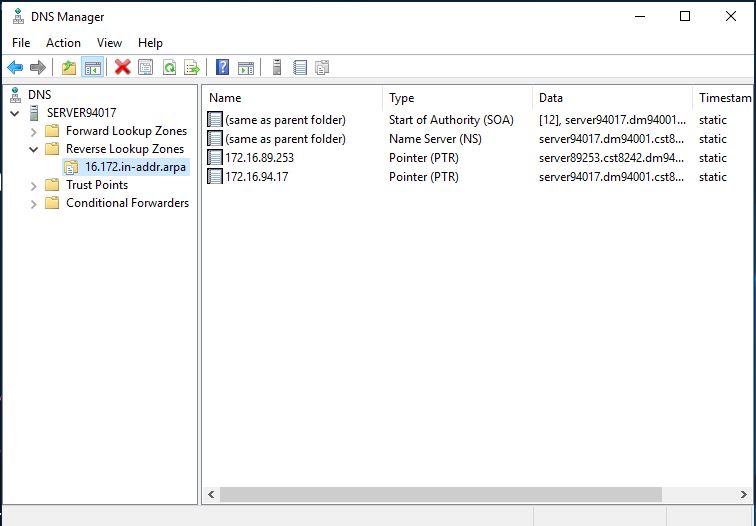 DNS Manager
File Action View Help
DNS
SERVER94017
Forward Lookup Zones
Reverse Lookup Zones
16.172.in-addr.arpa
Trust Points
Conditional Forwarders
Name Type Data Timestam
(same as parent folder) Start of Authority (SOA) [12], server94017.dm94001... static
(same as parent folder) Name Server (NS) server94017.dm94001.cst8... static
172.16.89.253 Pointer (PTR) server89253.cst8242.dm94... static
172.16.94.17 Pointer (PTR) server94017.dm94001.cst8... static